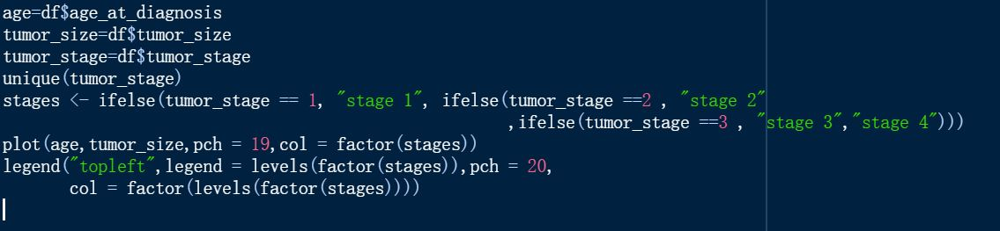 age=df$age_at_diagnosis
tumor_size=df$tumor_size
tumor_stage=df$tumor_stage
unique(tumor_stage)
stages <- ifelse(tumor_stage == 1, "stage 1", ifelse(tumor_stage ==2 , "stage 2"
,ifelse(tumor_stage ==3 , "stage 3","stage 4")))
plot(age,tumor_size,pch = 19,col = factor(stages))
legend("topleft",legend = levels(factor(stages)),pch = 20,
col = factor(levels(factor(stages))))